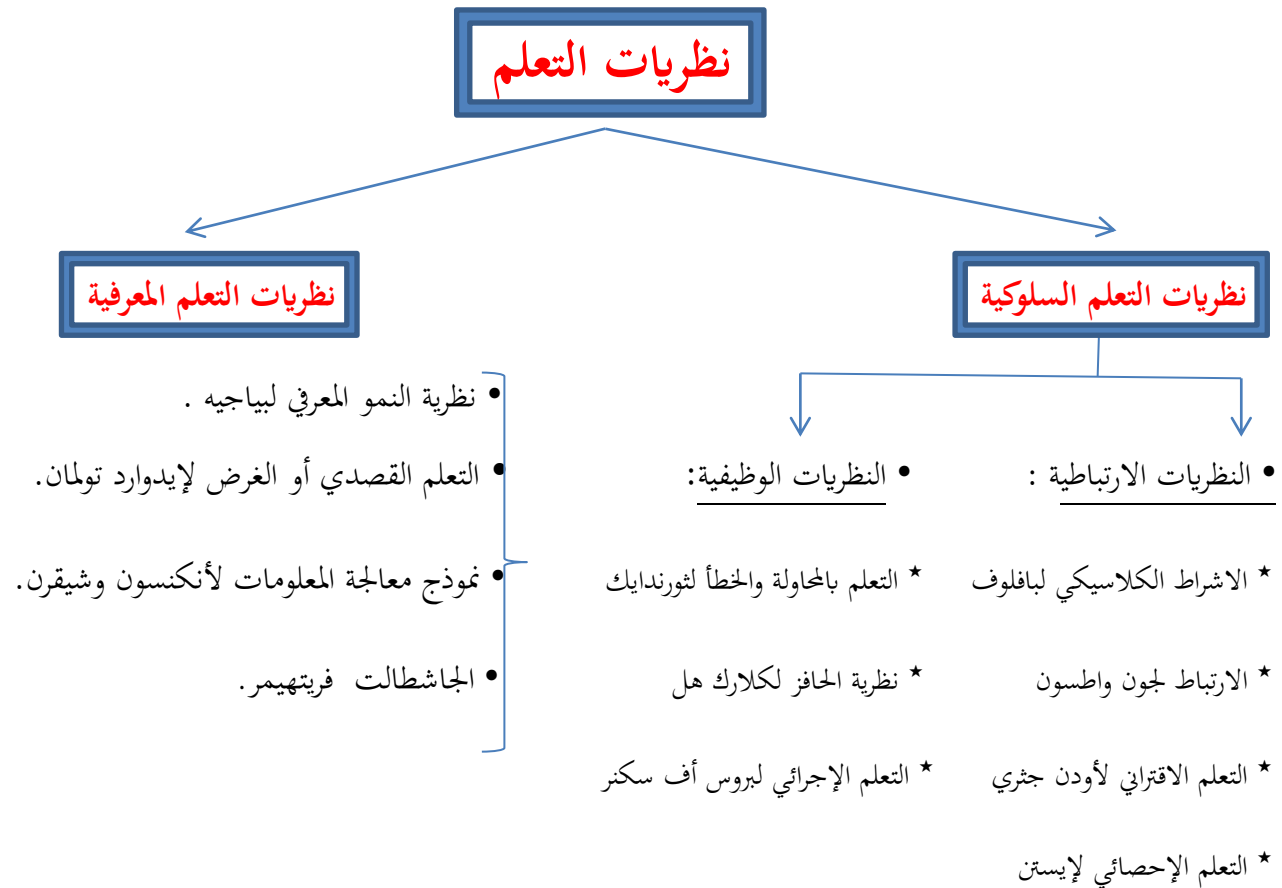 نظريات التعلم
نظريات التعلم السلوكية
نظريات التعلم المعرفية
• النظريات الارتباطية :
★ الاشراط الكلاسيكي لبافلوف
★ الارتباط لجون واطسون
★ التعلم الاقتراني لأودن جثري
★ التعلم الإحصائي لإيستن
• النظريات الوظيفية:
★ التعلم بالمحاولة والخطأ لثورندايك
★ نظرية الحافز لكلارك هل
★ التعلم الإجرائي لبروس أف سكنر
• نظرية النمو المعرفي لبياجيه .
• التعلم القصدي أو الغرض لإيدوارد تولمان.
• نموذج معالجة المعلومات لأنكنسون وشيقرن.
• الجاشطالت فريتهيمر.